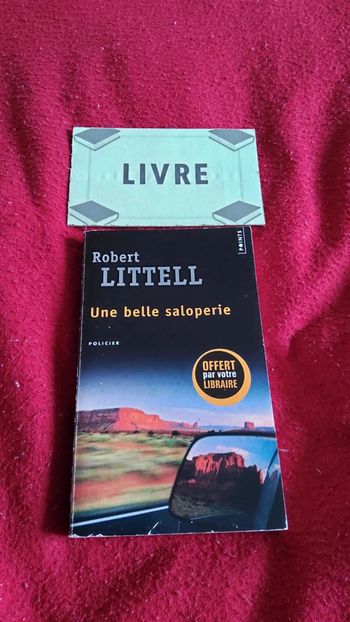 LIVRE
POINTS
Robert
LITTELL
Une belle saloperie
POLICIER
OFFERT
par votre
LIBRAIRE